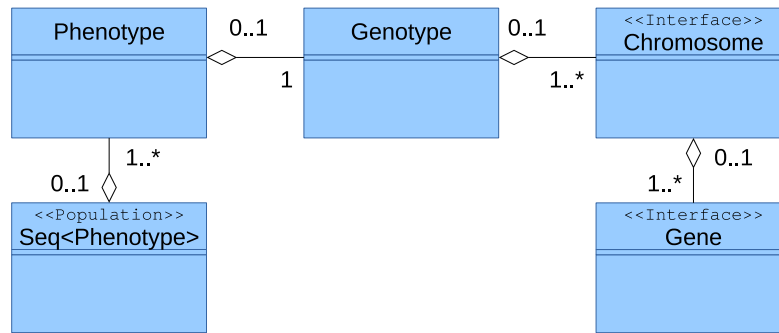 Phenotype
0..1
1
Genotype
0..1
1..*
<<Interface>>
Chromosome
1..*
0..1
0..1
1..*
<<Population>>
Seq<Phenotype>
<<Interface>>
Gene